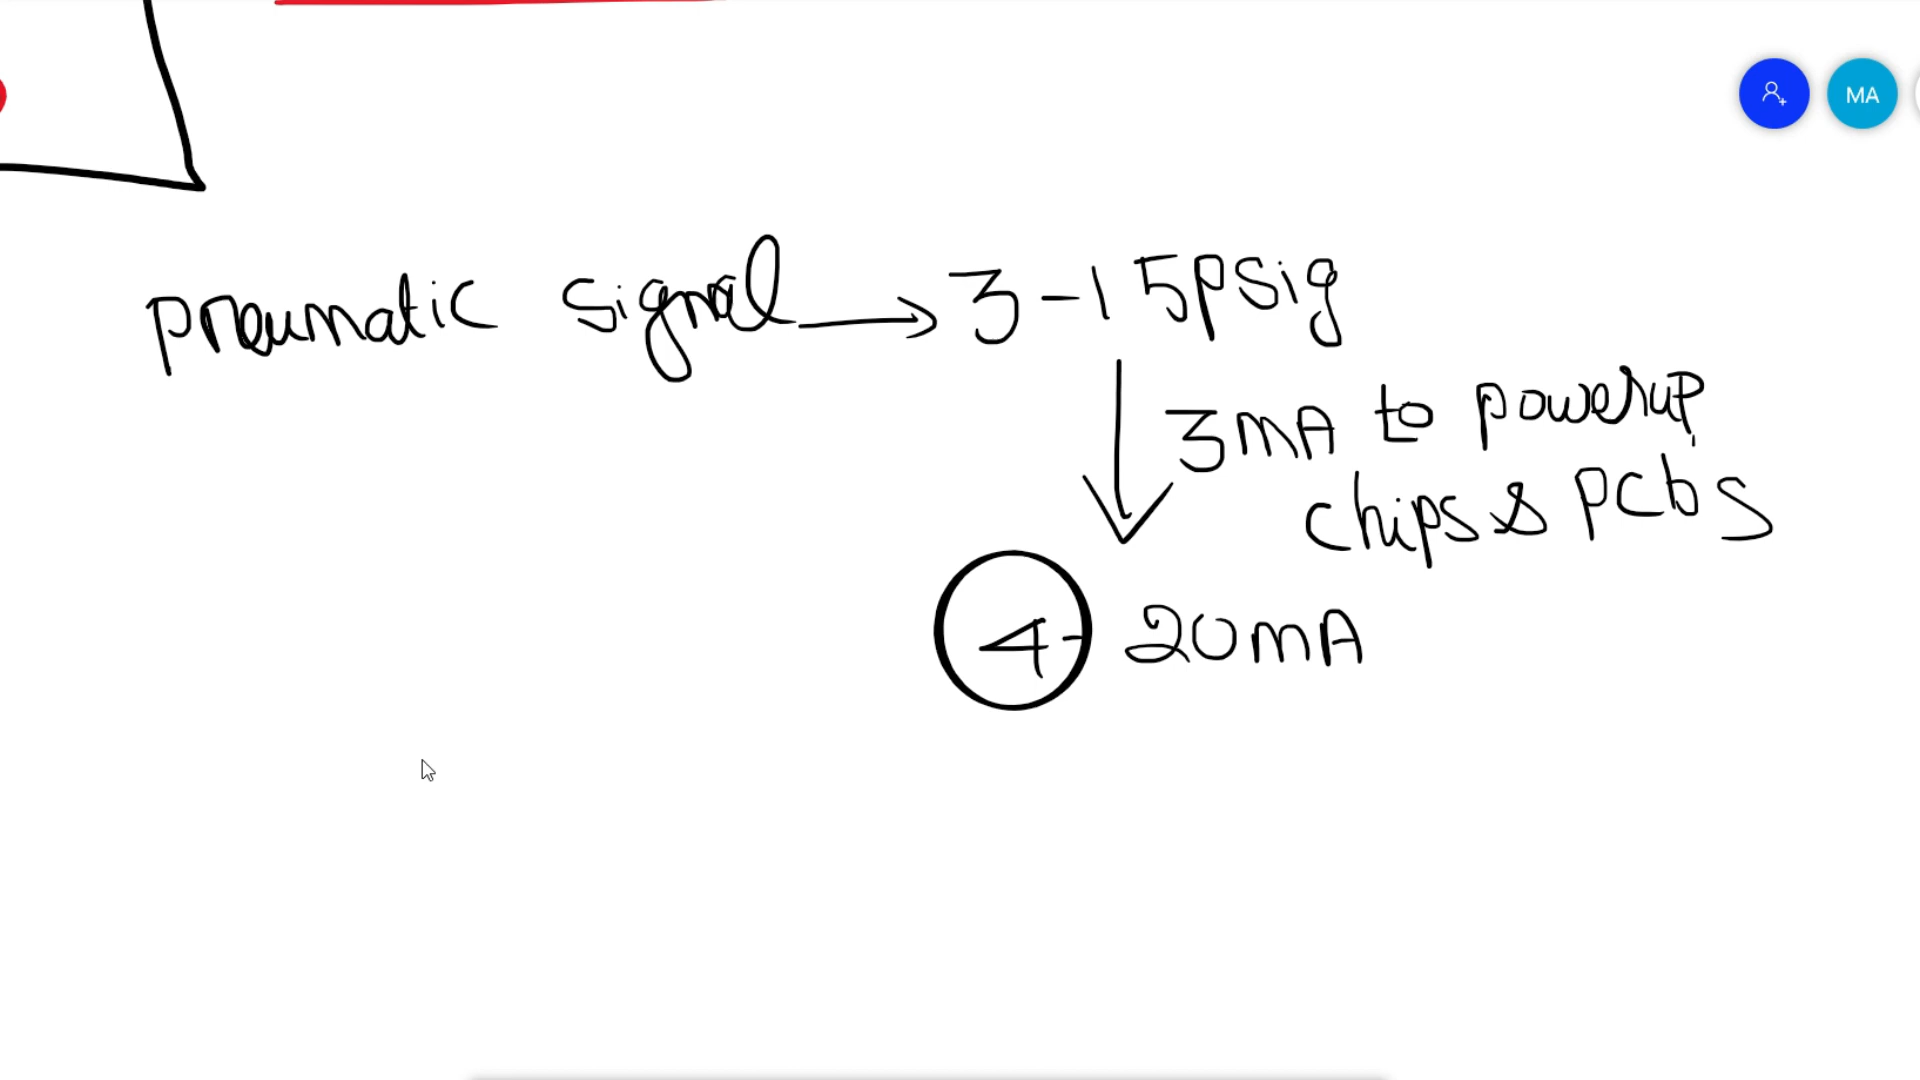 MA
pneumatic signal → 3-15psig
3mA to powerup
chips & PCbs
4- 20mA